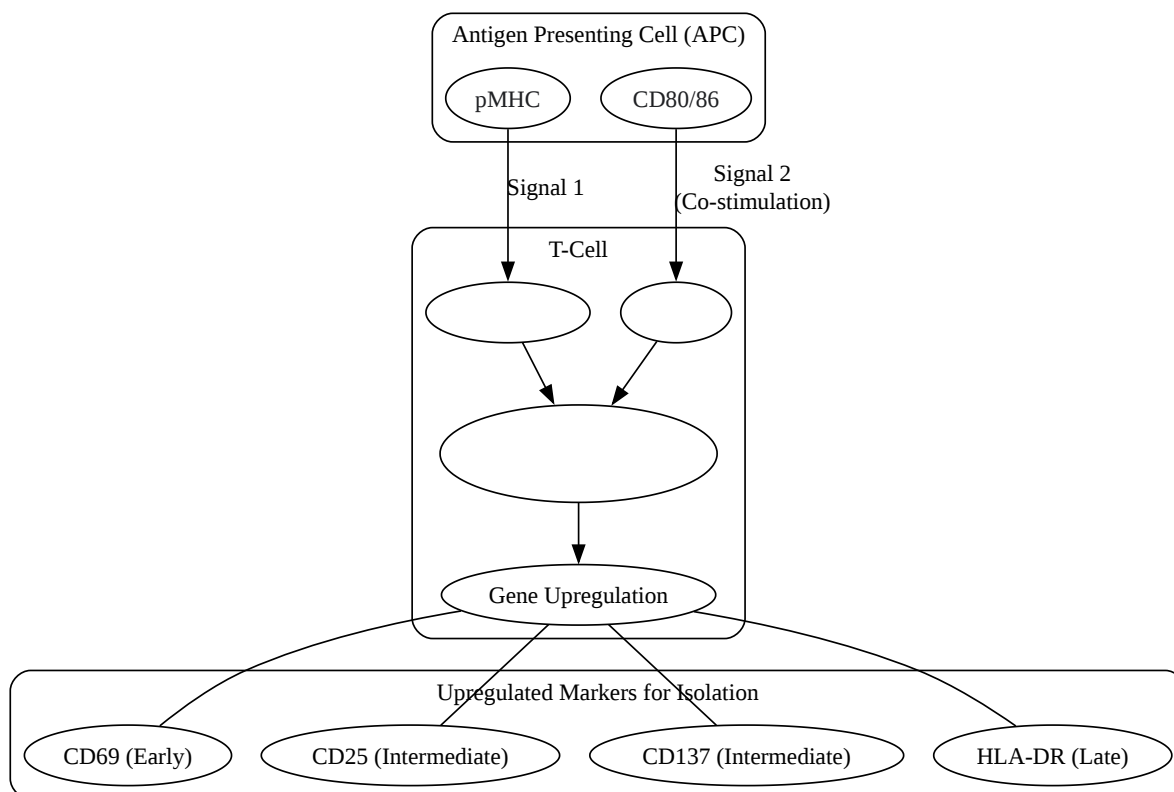 Antigen Presenting Cell (APC)
pMHC
CD80/86
Signal 1
Signal 2
(Co-stimulation)
T-Cell
Gene Upregulation
Upregulated Markers for Isolation
CD69 (Early)
CD25 (Intermediate)
CD137 (Intermediate)
HLA-DR (Late)